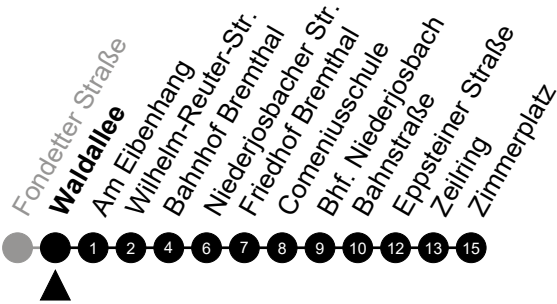 Fondetter Straße
Waldallee
Am Eibenhang
Wilhelm-Reuter-Str.
Bahnhof Bremthal
Niederjosbacher Str.
Friedhof Bremthal
Comeniusschule
Bhf. Niederjosbach
Bahnstraße
Eppsteiner Straße
Zellring
Zimmerplatz
1 2 4 6 7 8 9 10 12 13 15